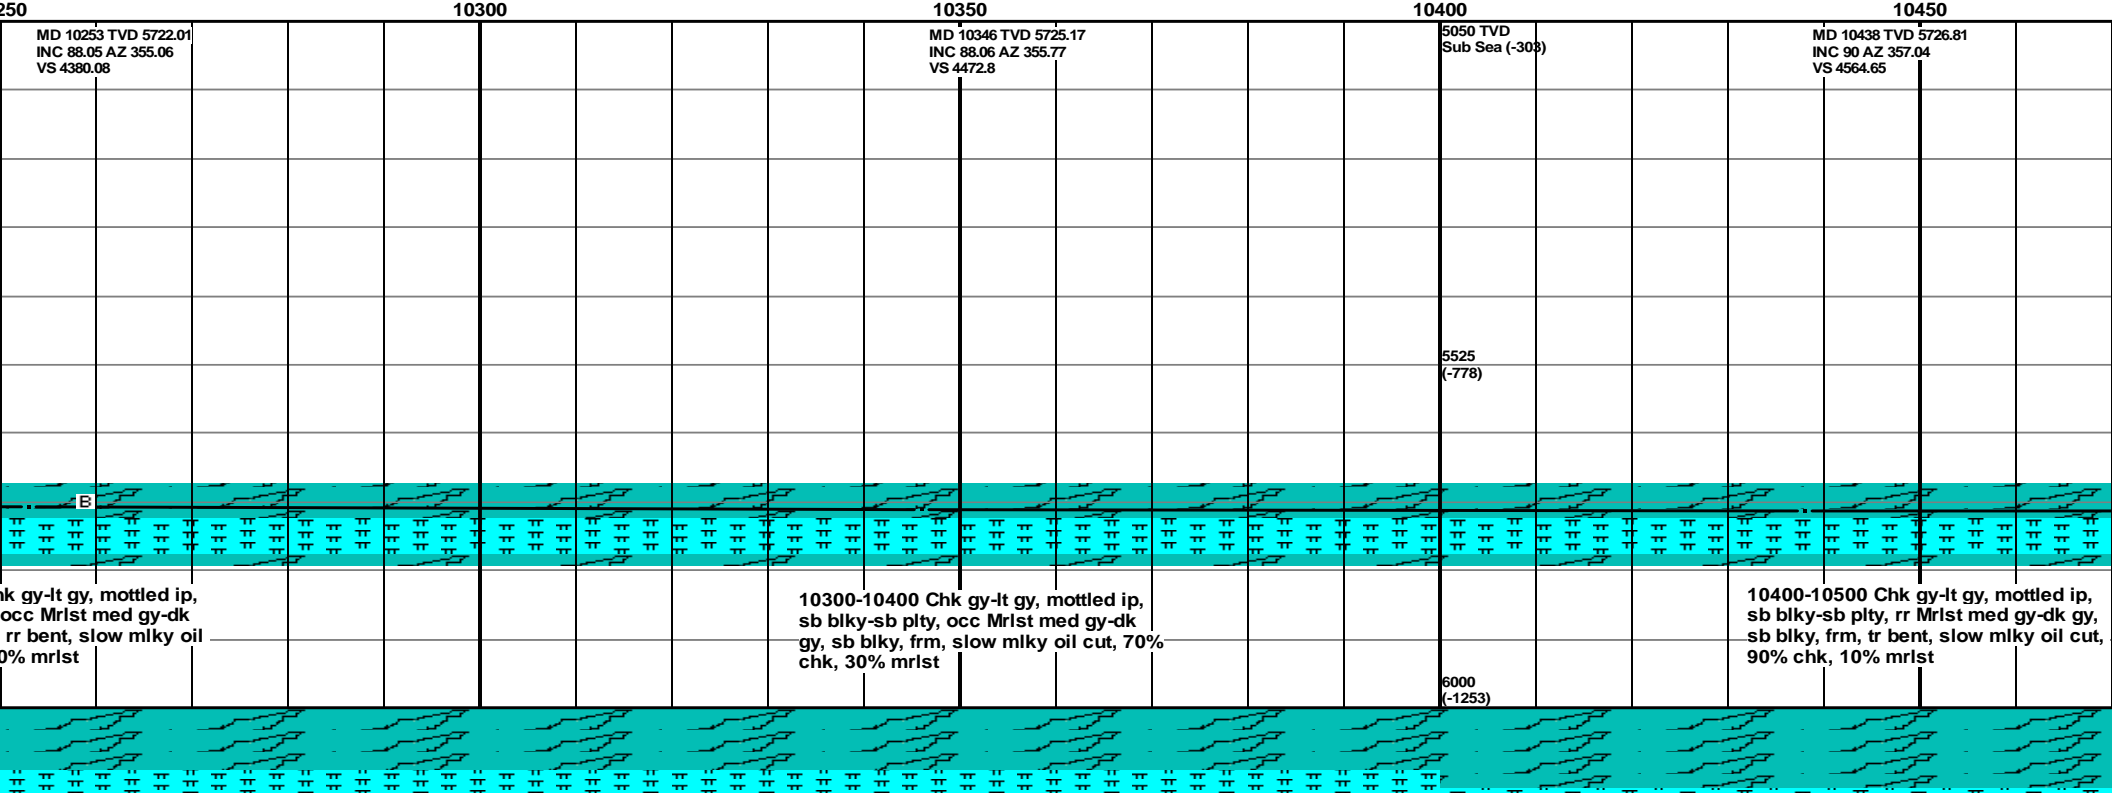 250 10300 10350 10400 10450
MD 10253 TVD 5722.01
INC 88.05 AZ 355.06
VS 4380.08
MD 10346 TVD 5725.17
INC 88.06 AZ 355.77
VS 4472.8
5050 TVD
Sub Sea (-303)
MD 10438 TVD 5726.81
INC 90 AZ 357.04
VS 4564.65
5525
(-778)
B
gy-lt gy, mottled ip,
occ Mrlst med gy-dk
rr bent, slow mlky oil
0% mrlst
10300-10400 Chk gy-lt gy, mottled ip,
sb blky-sb plty, occ Mrlst med gy-dk
gy, sb blky, frm, slow mlky oil cut, 70%
chk, 30% mrlst
10400-10500 Chk gy-lt gy, mottled ip,
sb blky-sb plty, rr Mrlst med gy-dk gy,
sb blky, frm, tr bent, slow mlky oil cut,
90% chk, 10% mrlst
6000
(-1253)